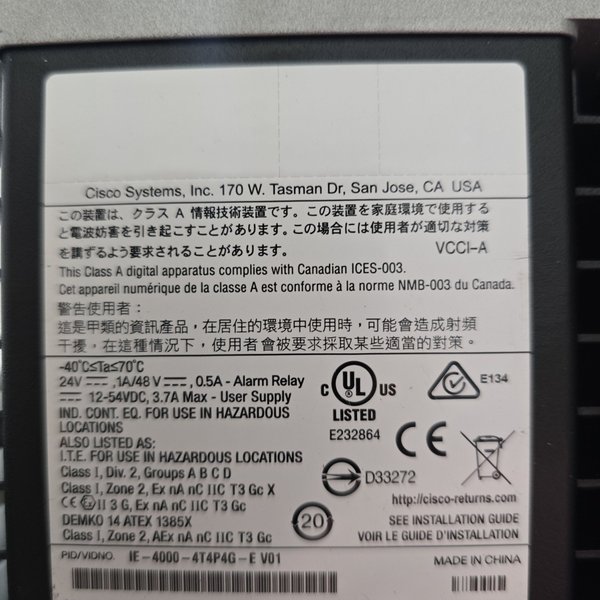 Cisco Systems, Inc. 170 W. Tasman Dr, San Jose, CA USA
この装置は、クラス A 情報技術装置です。この装置を家庭環境で使用する
と電波妨害を引き起こすことがあります。この場合には使用者が適切な対策
を講ずるよう要求されることがあります。 VCCI-A
This Class A digital apparatus complies with Canadian ICES-003.
Cet appareil numérique de la classe A est conforme à la norme NMB-003 du Canada.
警告使用者：
這是甲類的資訊產品，在居住的環境中使用時，可能會造成射頻
干擾，在這種情況下，使用者會被要求採取某些適當的對策。
-40°C≤Ta≤70°C
24V ⎓, 1A/48 V ⎓, 0.5A - Alarm Relay
⎓ 12-54VDC, 3.7A Max - User Supply
IND. CONT. EQ. FOR USE IN HAZARDOUS
LOCATIONS
ALSO LISTED AS:
I.T.E. FOR USE IN HAZARDOUS LOCATIONS
Class I, Div. 2, Groups A B C D
Class I, Zone 2, Ex nA nC IIC T3 Gc X
CE Ex II 3 G, Ex nA nC IIC T3 Gc
DEMKO 14 ATEX 1385X
Class I, Zone 2, AEx nA nC IIC T3 Gc
C UL US
LISTED
E232864
E134
CE
D33272
20
http://cisco-returns.com
SEE INSTALLATION GUIDE
VOIR LE GUIDE D'INSTALLATION
PID/VIDNO. IE-4000-4T4P4G-E V01
MADE IN CHINA